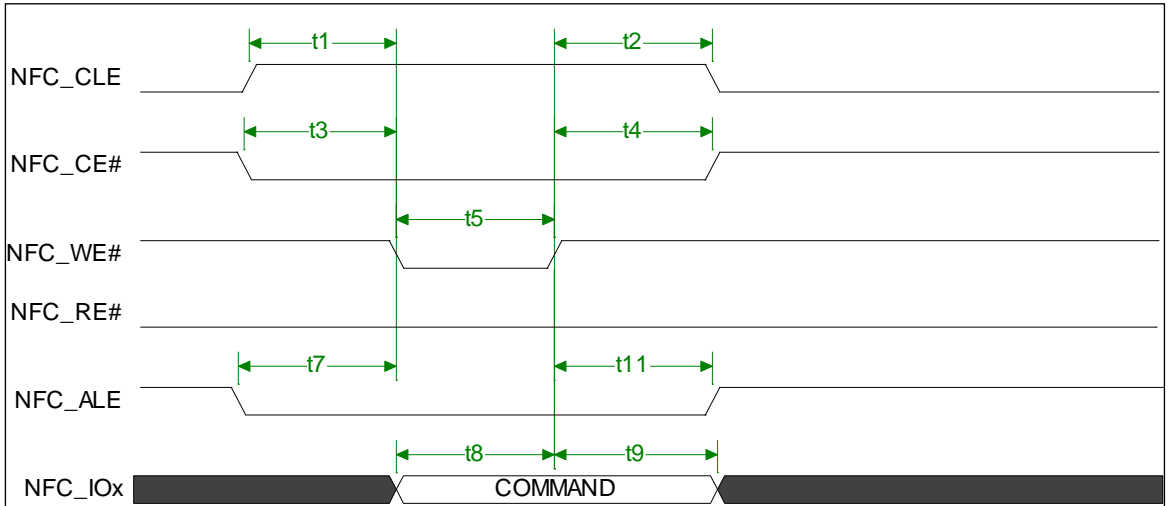 t1
t2
NFC_CLE
t3
t4
NFC_CE#
t5
NFC_WE#
NFC_RE#
t7
t11
NFC_ALE
t8
t9
NFC_IOx
COMMAND